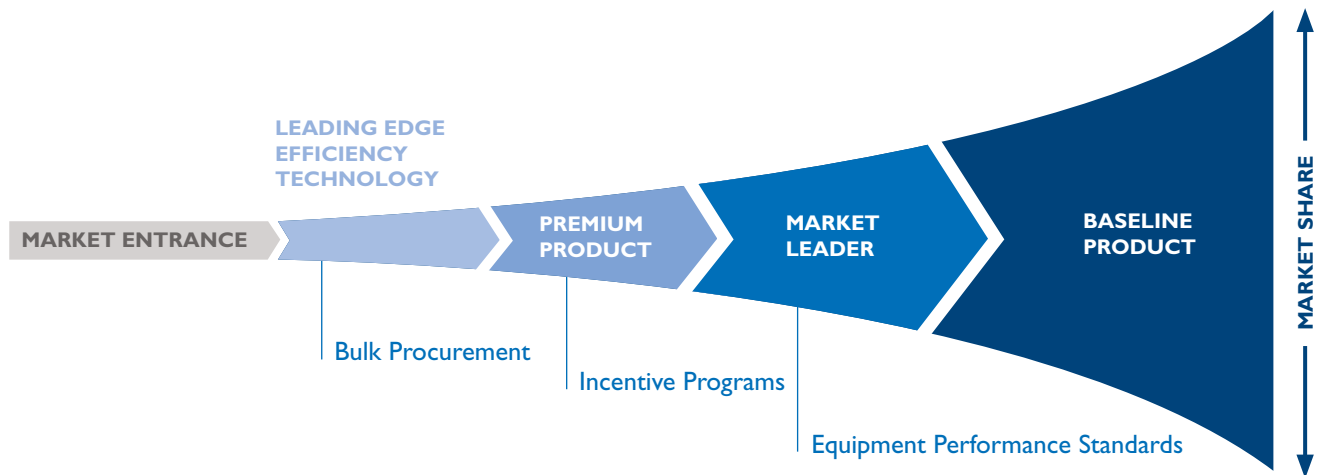 LEADING EDGE
EFFICIENCY
TECHNOLOGY
MARKET ENTRANCE
PREMIUM
PRODUCT
MARKET
LEADER
BASELINE
PRODUCT
MARKET SHARE
Bulk Procurement
Incentive Programs
Equipment Performance Standards